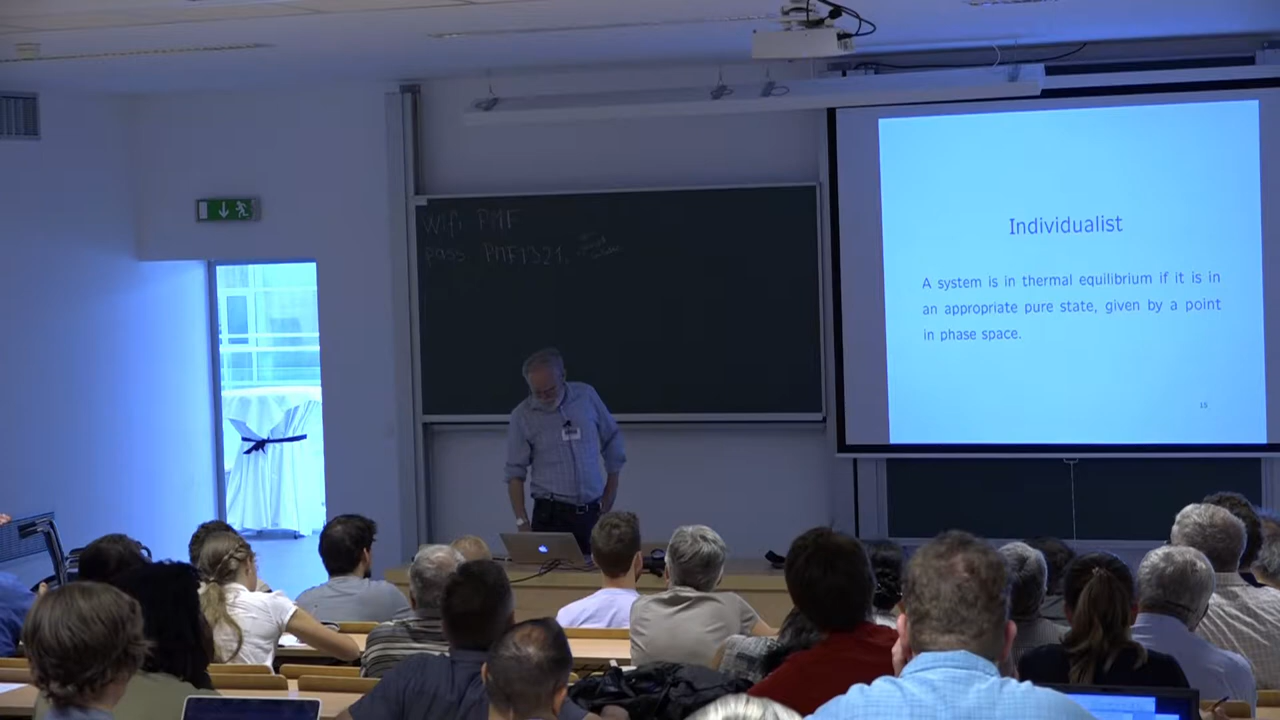 Wifi PMF
pass: PMF1321.
Individualist
A system is in thermal equilibrium if it is in
an appropriate pure state, given by a point
in phase space.
15